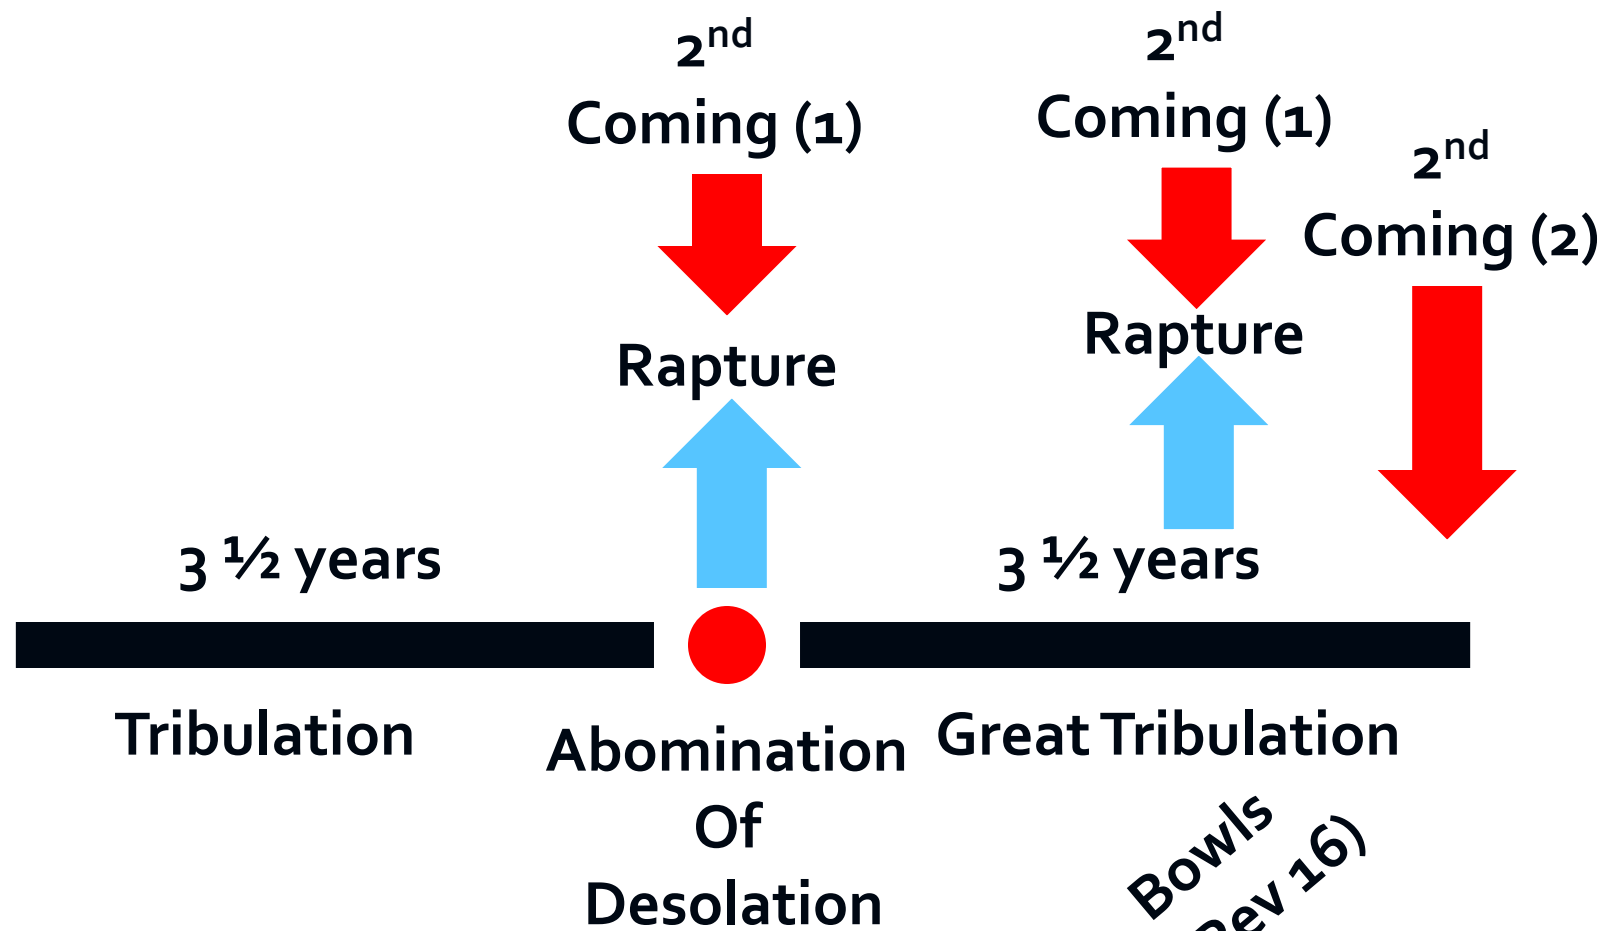 2nd
Coming (1)
2nd
Coming (1)
2nd
Coming (2)
Rapture
Rapture
3 ½ years
3 ½ years
Tribulation
Abomination
Of
Desolation
Great Tribulation
Bowls
Rev 16)